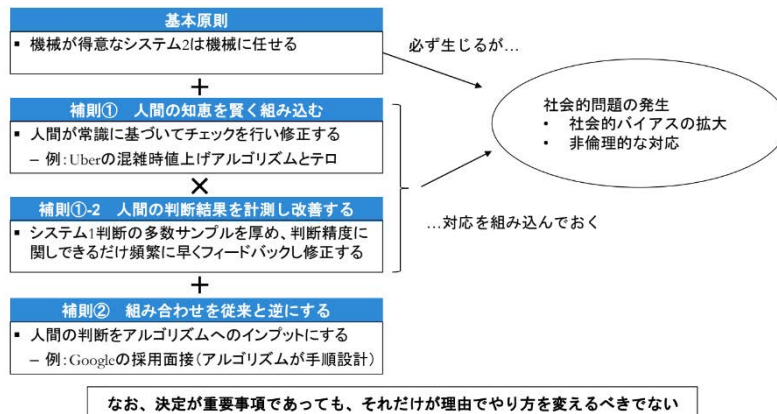 基本原則
▪ 機械が得意なシステム2は機械に任せる
+
補則① 人間の知恵を賢く組み込む
▪ 人間が常識に基づいてチェックを行い修正する
– 例:Uberの混雑時値上げアルゴリズムとテロ
×
補則①-2 人間の判断結果を計測し改善する
▪ システム1判断の多数サンプルを厚め、判断精度に
関しできるだけ頻繁に早くフィードバックし修正する
+
補則② 組み合わせを従来と逆にする
▪ 人間の判断をアルゴリズムへのインプットにする
– 例:Googleの採用面接(アルゴリズムが手順設計)
必ず生じるが…
社会的問題の発生
• 社会的バイアスの拡大
• 非倫理的な対応
…対応を組み込んでおく
なお、決定が重要事項であっても、それだけが理由でやり方を変えるべきでない